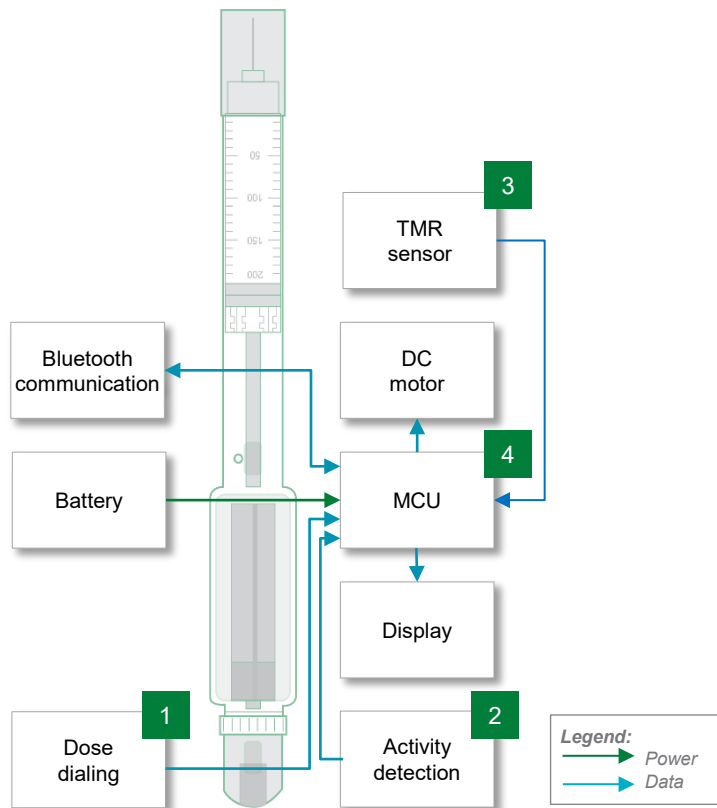 50
100
150
200
3
TMR
sensor
Bluetooth
communication
DC
motor
4
Battery
MCU
Display
1
Dose
dialing
2
Activity
detection
Legend:
Power
Data